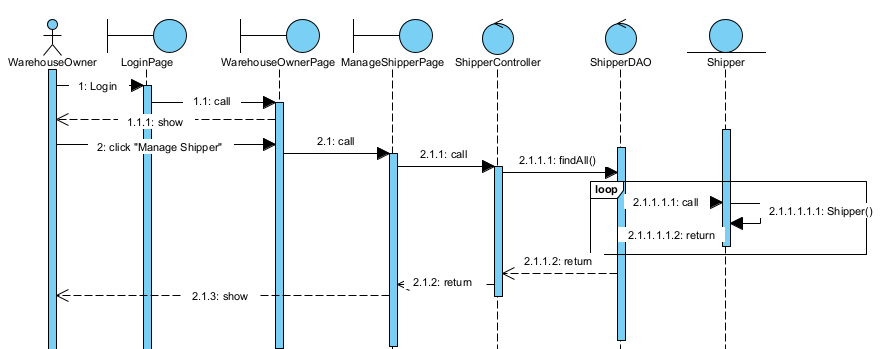 WarehouseOwner
LoginPage
WarehouseOwnerPage
ManageShipperPage
ShipperController
ShipperDAO
Shipper
1: Login
1.1: call
1.1.1: show
2: click "Manage Shipper"
2.1: call
2.1.1: call
2.1.1.1: findAll()
loop
2.1.1.1.1: call
2.1.1.1.1.1: Shipper()
2.1.1.1.1.2: return
2.1.1.2: return
2.1.2: return
2.1.3: show